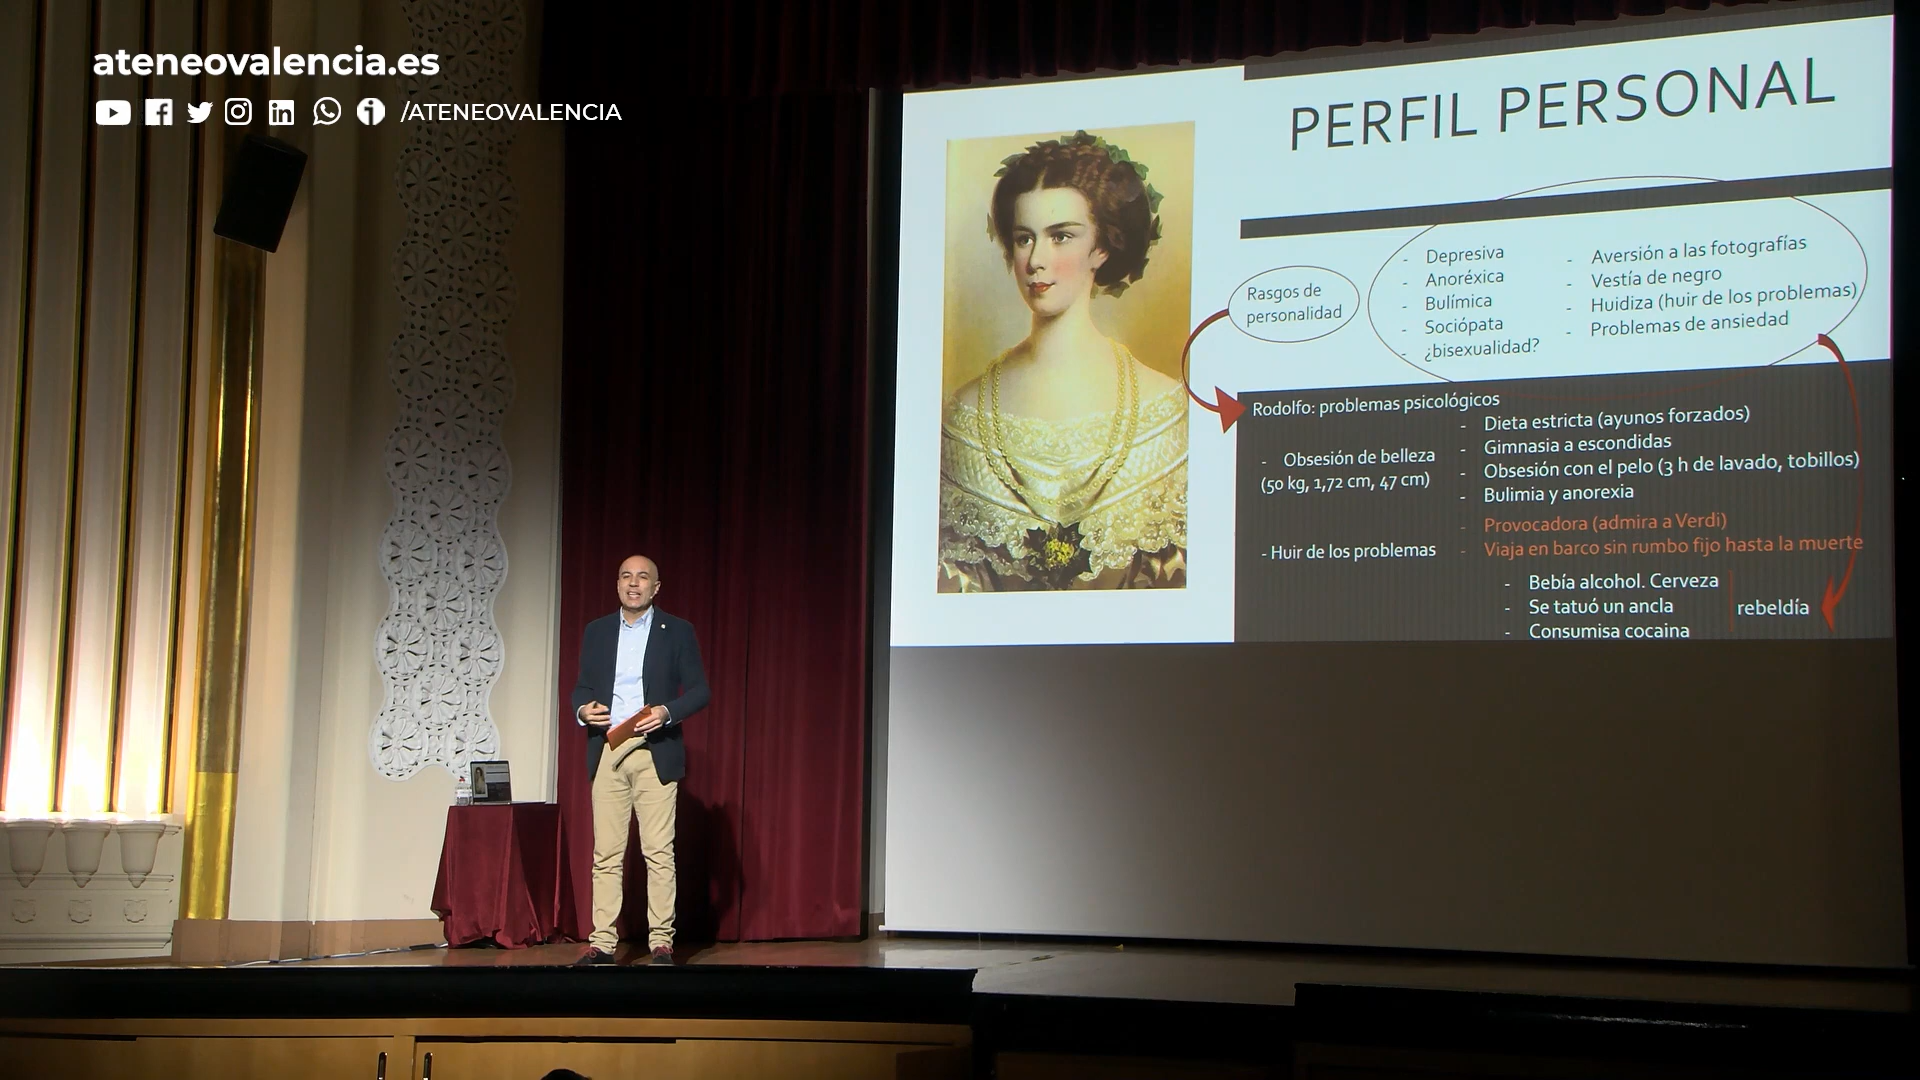 ateneovalencia.es
/ATENEOVALENCIA
PERFIL PERSONAL
Rasgos de
personalidad
- Depresiva
- Anoréxica
- Bulímica
- Sociópata
- ¿bisexualidad?
- Aversión a las fotografías
- Vestía de negro
- Huidiza (huir de los problemas)
- Problemas de ansiedad
Rodolfo: problemas psicológicos
- Obsesión de belleza
(50 kg, 1,72 cm, 47 cm)
- Dieta estricta (ayunos forzados)
- Gimnasia a escondidas
- Obsesión con el pelo (3 h de lavado, tobillos)
- Bulimia y anorexia
- Huir de los problemas
- Provocadora (admira a Verdi)
- Viaja en barco sin rumbo fijo hasta la muerte
- Bebía alcohol. Cerveza
- Se tatuó un ancla
- Consumisa cocaina
rebeldía